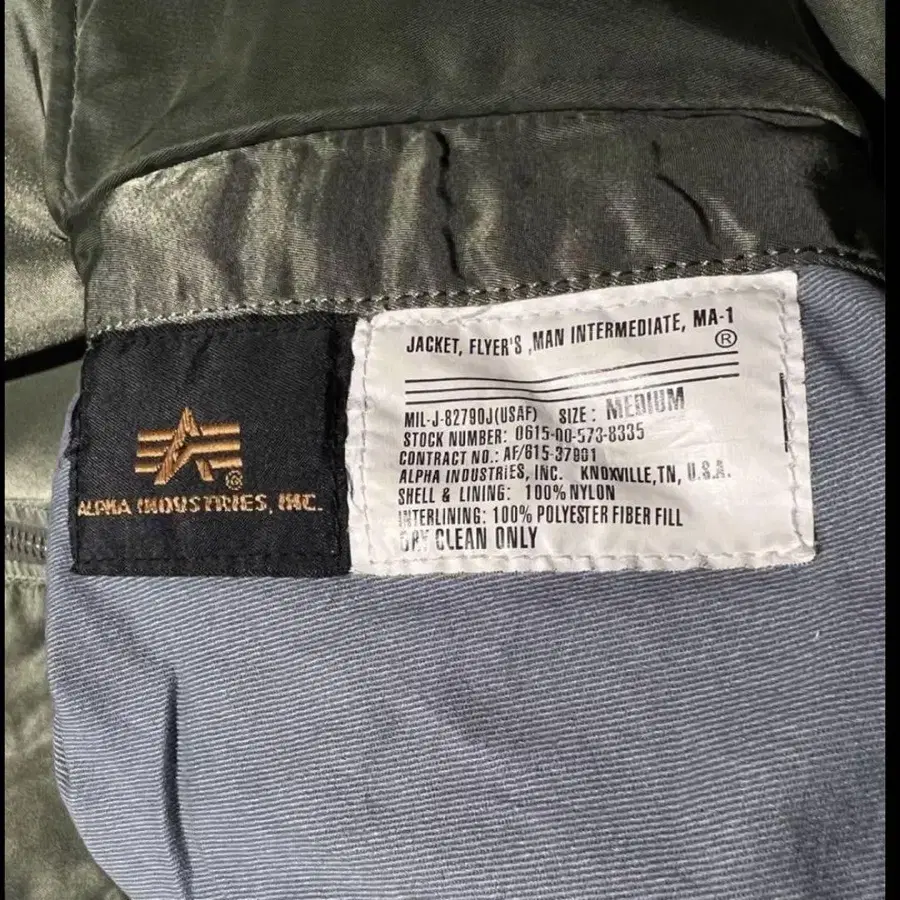 ALPHA INDUSTRIES, INC.
JACKET, FLYER'S ,MAN INTERMEDIATE, MA-1
®
MIL-J-82790J(USAF) SIZE: MEDIUM
STOCK NUMBER: 0615-00-573-8335
CONTRACT NO.: AF/615-37901
ALPHA INDUSTRIES, INC. KNOXVILLE,TN, U.S.A.
SHELL & LINING: 100% NYLON
INTERLINING: 100% POLYESTER FIBER FILL
DRY CLEAN ONLY